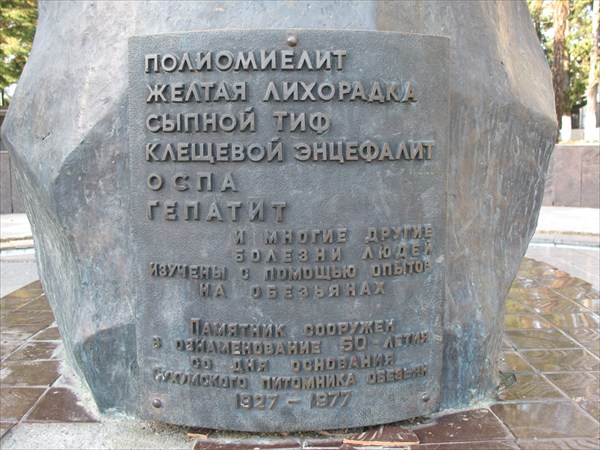 ПОЛИОМИЕЛИТ
ЖЕЛТАЯ ЛИХОРАДКА
СЫПНОЙ ТИФ
КЛЕЩЕВОЙ ЭНЦЕФАЛИТ
ОСПА
ГЕПАТИТ
И МНОГИЕ ДРУГИЕ
БОЛЕЗНИ ЛЮДЕЙ
ИЗУЧЕНЫ С ПОМОЩЬЮ ОПЫТОВ
НА ОБЕЗЬЯНАХ
ПАМЯТНИК СООРУЖЕН
В ОЗНАМЕНОВАНИЕ 50-ЛЕТИЯ
СО ДНЯ ОСНОВАНИЯ
СУХУМСКОГО ПИТОМНИКА ОБЕЗЬЯН
1927 – 1977